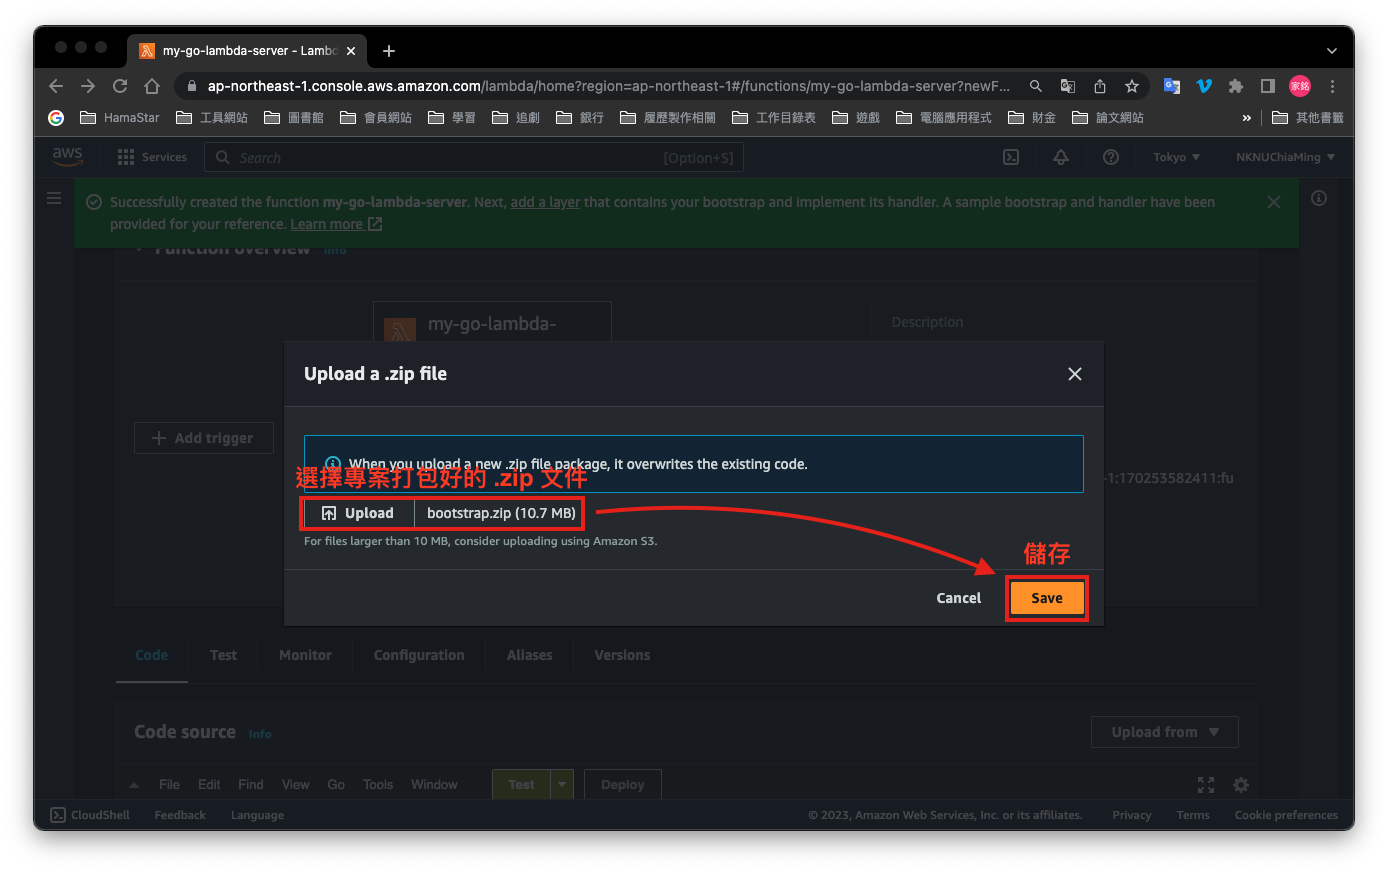 my-go-lambda-server - Lamb
ap-northeast-1.console.aws.amazon.com/lambda/home?region=ap-northeast-1#/functions/my-go-lambda-server?newF...
家銘
HamaStar 工具網站 圖書館 會員網站 學習 追劇 銀行 履歷製作相關 工作目錄表 遊戲 電腦應用程式 財金 論文網站 » 其他書籤
aws Services Search [Option+S] Tokyo NKNUChiaMing
Successfully created the function my-go-lambda-server. Next, add a layer that contains your bootstrap and implement its handler. A sample bootstrap and handler have been
provided for your reference. Learn more
Function overview Info
my-go-lambda-
Description
Upload a .zip file
Add trigger
When you upload a new .zip file package, it overwrites the existing code.
選擇專案打包好的 .zip 文件
-1:170253582411:fu
Upload bootstrap.zip (10.7 MB)
For files larger than 10 MB, consider uploading using Amazon S3.
儲存
Cancel Save
Code Test Monitor Configuration Aliases Versions
Code source Info Upload from
File Edit Find View Go Tools Window Test Deploy
CloudShell Feedback Language © 2023, Amazon Web Services, Inc. or its affiliates. Privacy Terms Cookie preferences